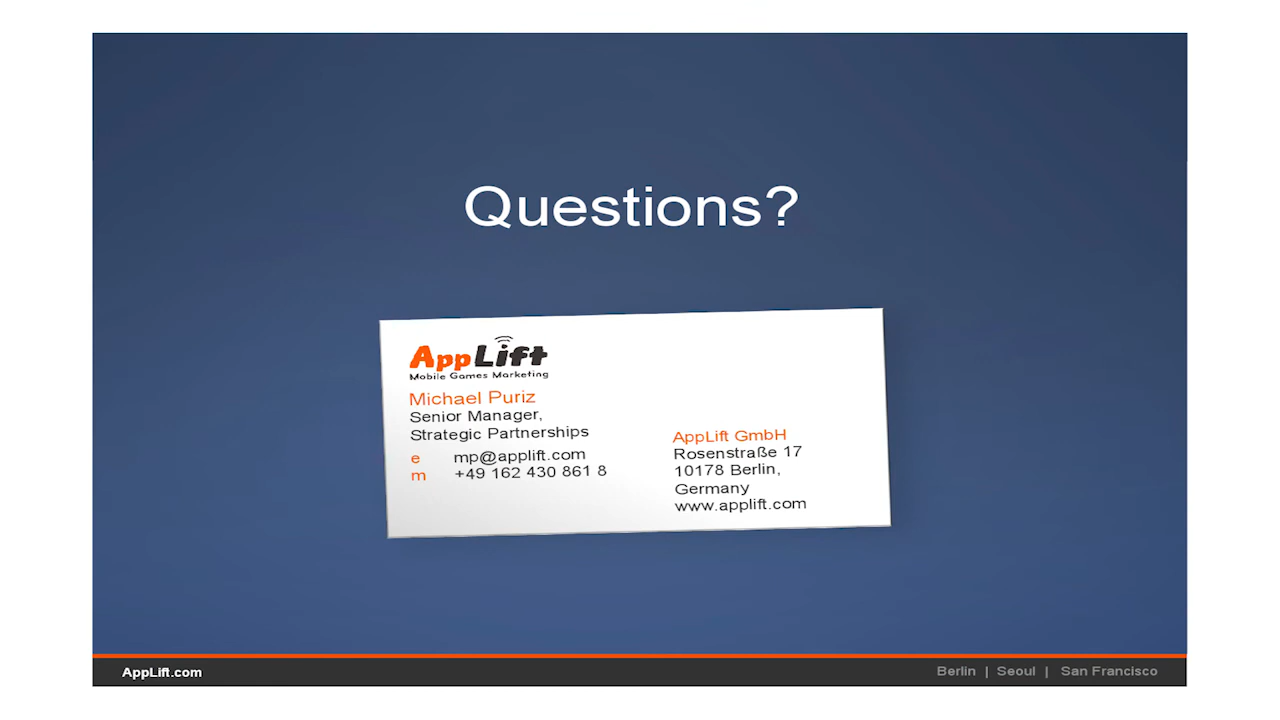 Questions?
AppLift
Mobile Games Marketing
Michael Puriz
Senior Manager,
Strategic Partnerships
e mp@applift.com
m +49 162 430 861 8
AppLift GmbH
Rosenstraße 17
10178 Berlin,
Germany
www.applift.com
AppLift.com
Berlin | Seoul | San Francisco